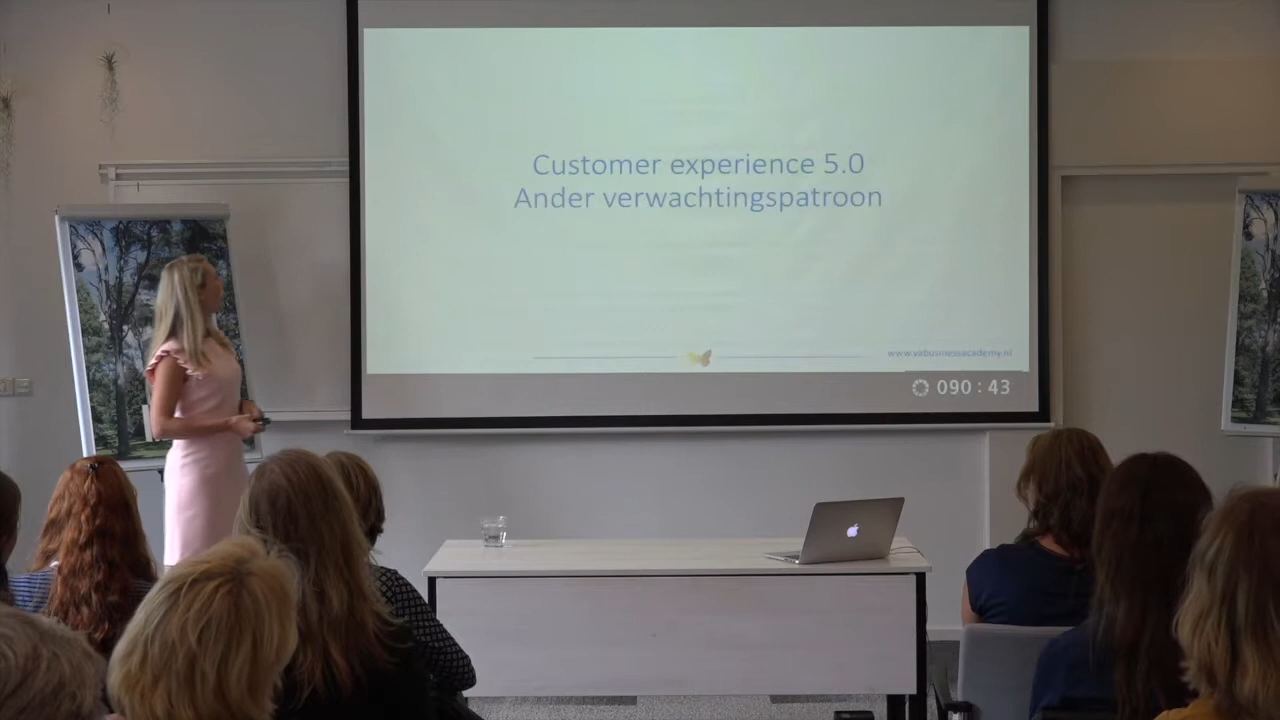 Customer experience 5.0
Ander verwachtingspatroon
www.vabusinessacademy.nl
090 : 43